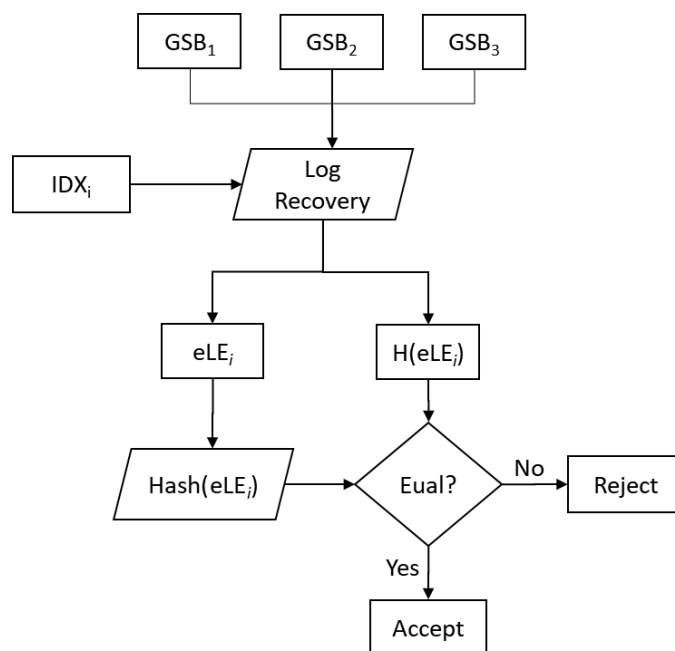 GSB₁ GSB₂ GSB₃
IDXᵢ
Log
Recovery
eLEᵢ
H(eLEᵢ)
Hash(eLEᵢ)
Eual?
No
Reject
Yes
Accept